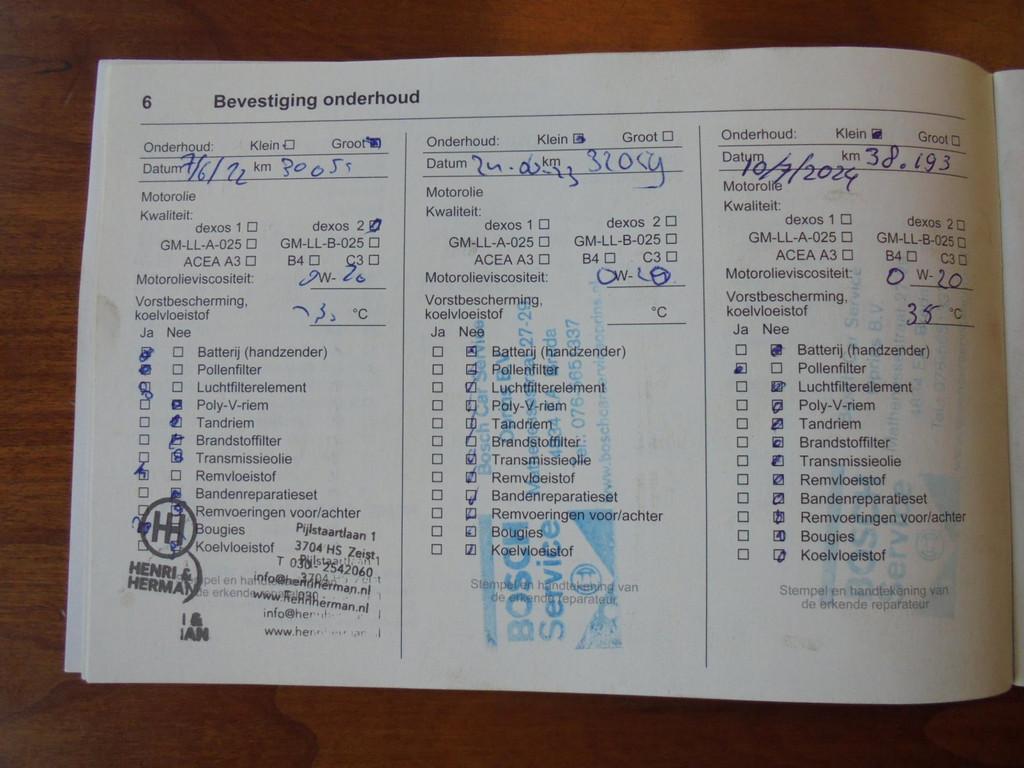 6 Bevestiging onderhoud
Onderhoud: Klein Groot
Datum 7/6/22 km 30055
Motorolie
Kwaliteit:
dexos 1 dexos 2
GM-LL-A-025 GM-LL-B-025
ACEA A3 B4 C3
Motorolieviscositeit: 0W-20
Vorstbescherming,
koelvloeistof °C
Ja Nee
Batterij (handzender)
Pollenfilter
Luchtfilterelement
Poly-V-riem
Tandriem
Brandstoffilter
Transmissieolie
Remvloeistof
Bandenreparatieset
Remvoeringen voor/achter
Bougies
Koelvloeistof
HH
HENRI &
HERMAN
Pijlstaartlaan 1
3704 HS Zeist
T 030-2542060
info@henriherman.nl
www.henriherman.nl
Onderhoud: Klein Groot
Datum km
Motorolie
Kwaliteit:
dexos 1 dexos 2
GM-LL-A-025 GM-LL-B-025
ACEA A3 B4 C3
Motorolieviscositeit: 0W-20
Vorstbescherming,
koelvloeistof °C
Ja Nee
Batterij (handzender)
Pollenfilter
Luchtfilterelement
Poly-V-riem
Tandriem
Brandstoffilter
Transmissieolie
Remvloeistof
Bandenreparatieset
Remvoeringen voor/achter
Bougies
Koelvloeistof
Stempel en handtekening van
de erkende reparateur
Bosch Car Service
BOSCH
Service
Onderhoud: Klein Groot
Datum 10/7/2024 km 38.193
Motorolie
Kwaliteit:
dexos 1 dexos 2
GM-LL-A-025 GM-LL-B-025
ACEA A3 B4 C3
Motorolieviscositeit: 0 W-20
Vorstbescherming,
koelvloeistof 35 °C
Ja Nee
Batterij (handzender)
Pollenfilter
Luchtfilterelement
Poly-V-riem
Tandriem
Brandstoffilter
Transmissieolie
Remvloeistof
Bandenreparatieset
Remvoeringen voor/achter
Bougies
Koelvloeistof
Stempel en handtekening van
de erkende reparateur
BOSCH
Service